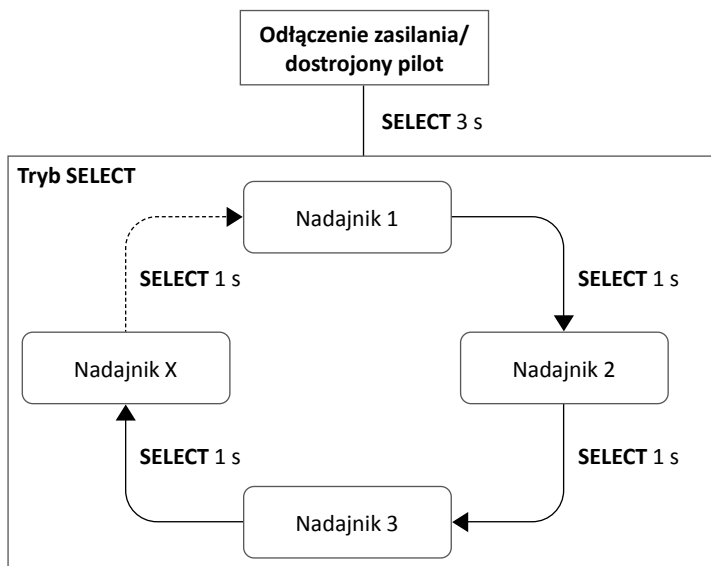 Odłączenie zasilania/
dostrojony pilot
SELECT 3 s
Tryb SELECT
Nadajnik 1
SELECT 1 s
SELECT 1 s
Nadajnik X
Nadajnik 2
SELECT 1 s
SELECT 1 s
Nadajnik 3